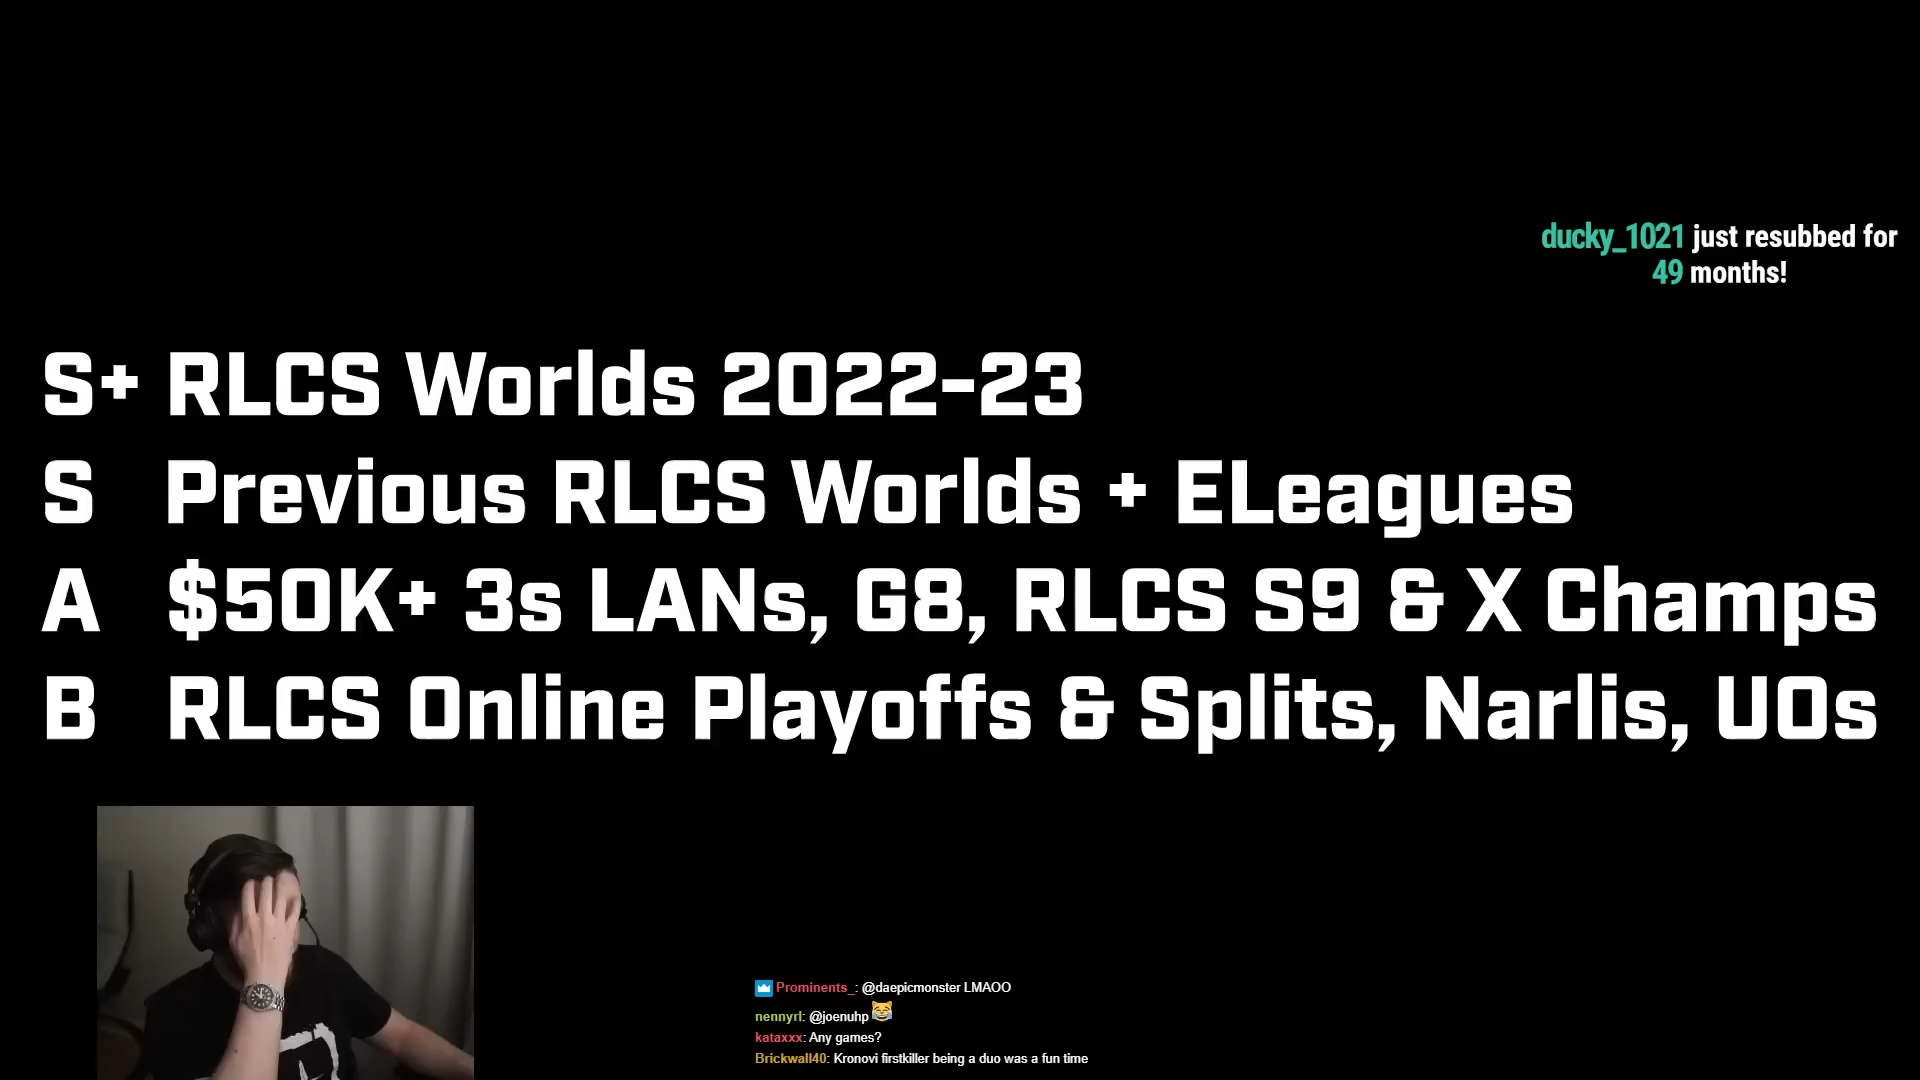 ducky_1021 just resubbed for
49 months!
S+ RLCS Worlds 2022-23
S Previous RLCS Worlds + ELeagues
A $50K+ 3s LANs, G8, RLCS S9 & X Champs
B RLCS Online Playoffs & Splits, Narlis, UOs
Prominents_: @daepicmonster LMAOO
nennyrl: @joenuhp
kataxxx: Any games?
Brickwall40: Kronovi firstkiller being a duo was a fun time